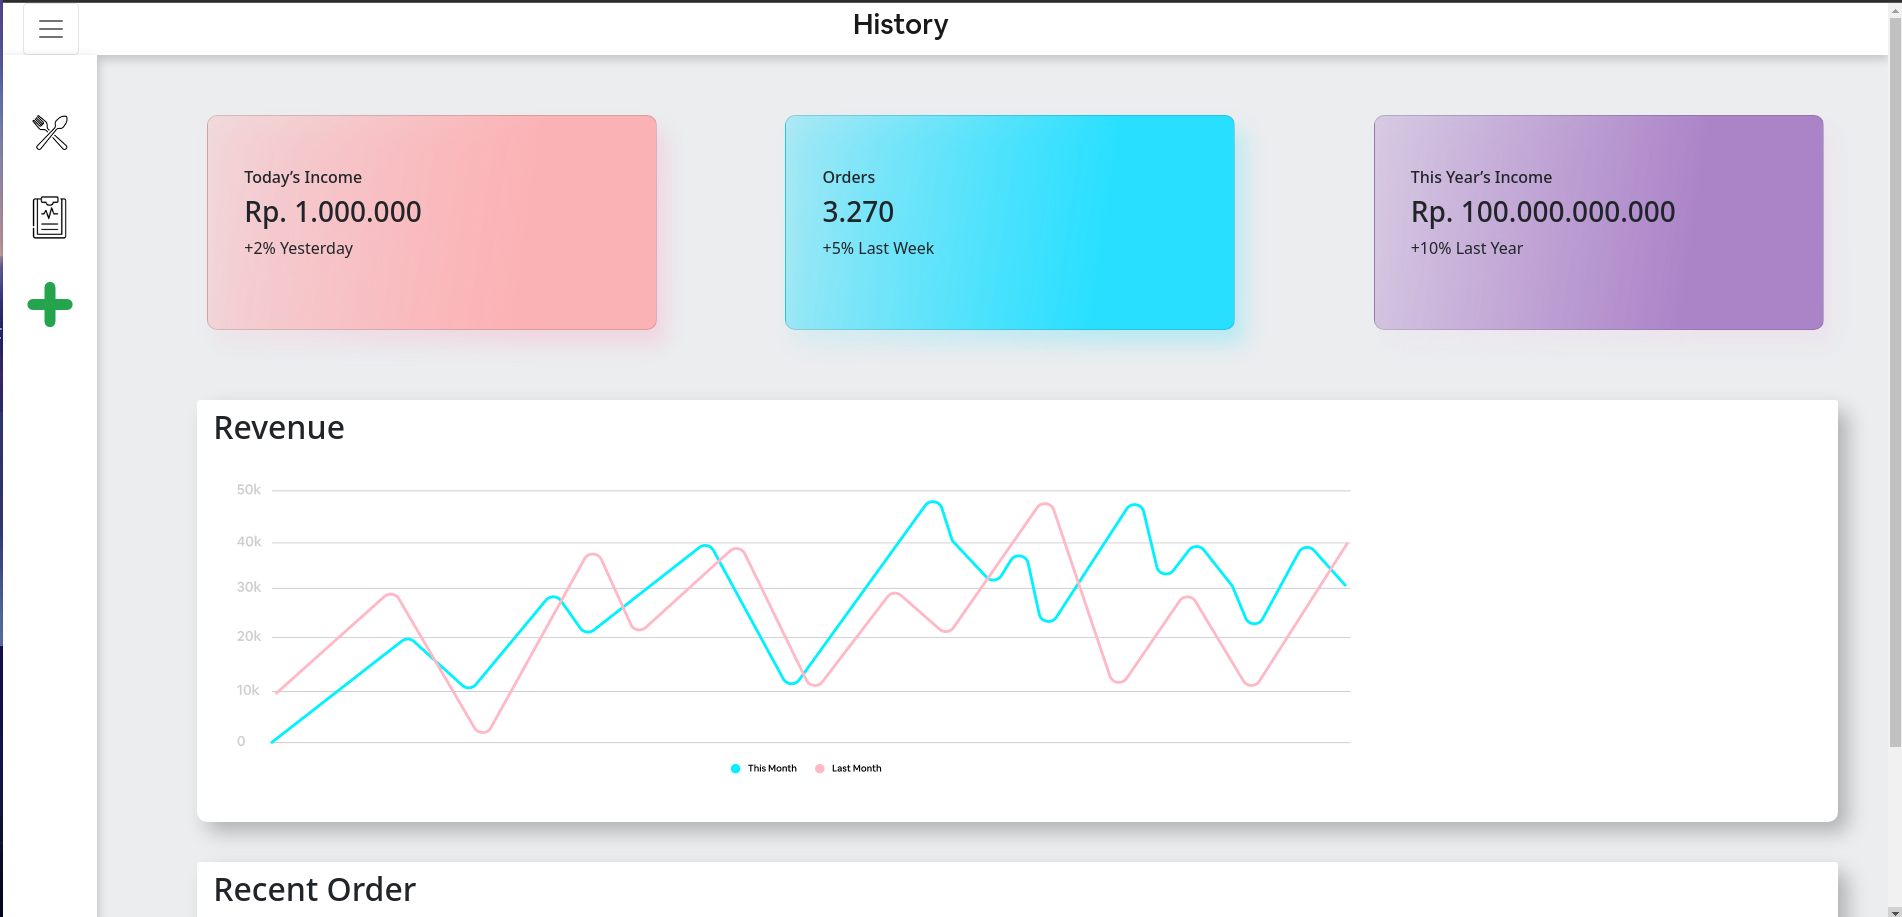 History
Today's Income
Rp. 1.000.000
+2% Yesterday
Orders
3.270
+5% Last Week
This Year's Income
Rp. 100.000.000.000
+10% Last Year
Revenue
50k
40k
30k
20k
10k
0
This Month
Last Month
Recent Order